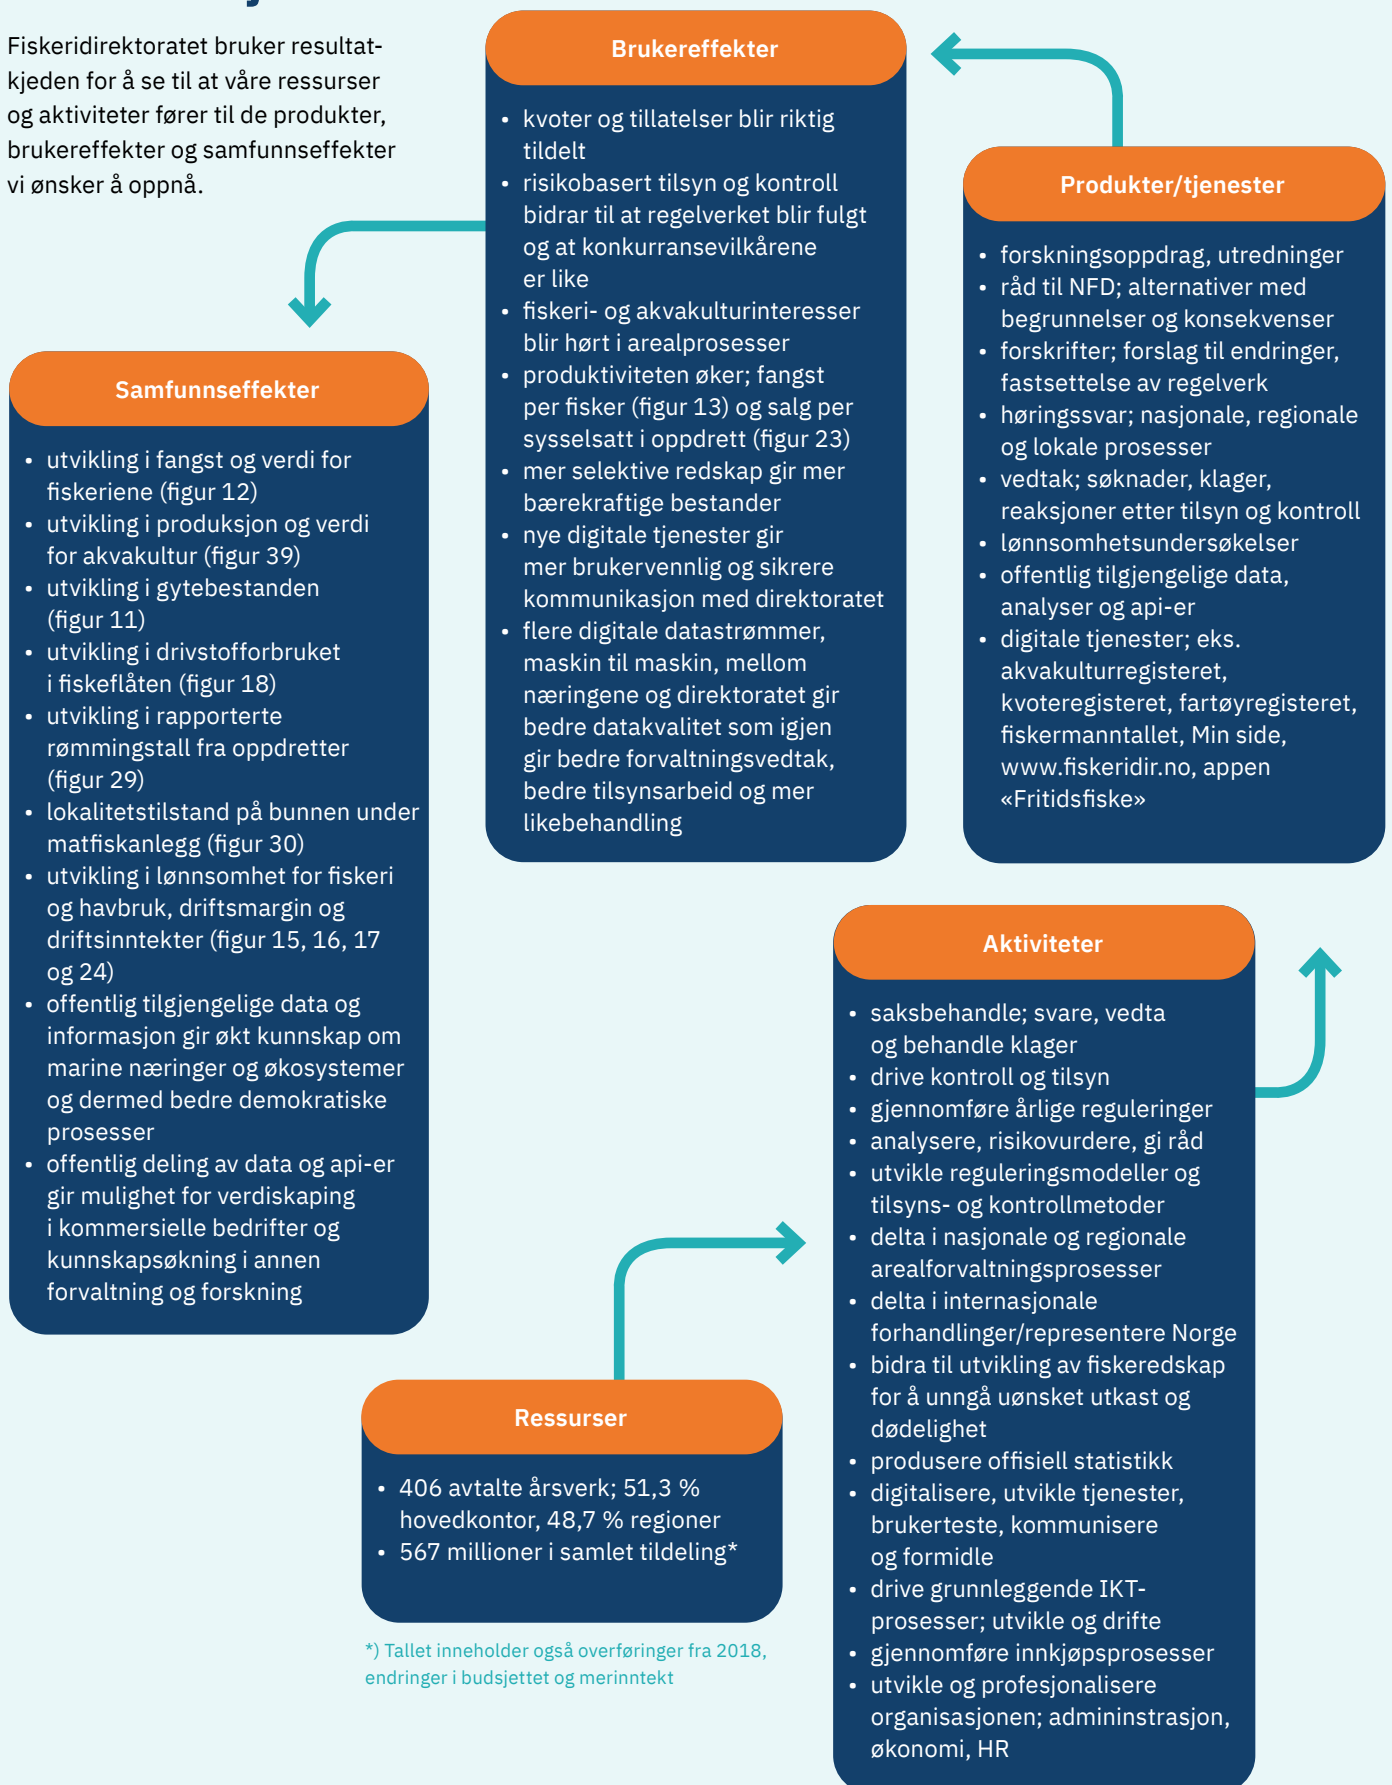 Fiskeridirektoratet bruker resultat-
kjeden for å se til at våre ressurser
og aktiviteter fører til de produkter,
brukereffekter og samfunnseffekter
vi ønsker å oppnå.
Brukereffekter
• kvoter og tillatelser blir riktig
tildelt
• risikobasert tilsyn og kontroll
bidrar til at regelverket blir fulgt
og at konkurransevilkårene
er like
• fiskeri- og akvakulturinteresser
blir hørt i arealprosesser
• produktiviteten øker; fangst
per fisker (figur 13) og salg per
sysselsatt i oppdrett (figur 23)
• mer selektive redskap gir mer
bærekraftige bestander
• nye digitale tjenester gir
mer brukervennlig og sikrere
kommunikasjon med direktoratet
• flere digitale datastrømmer,
maskin til maskin, mellom
næringene og direktoratet gir
bedre datakvalitet som igjen
gir bedre forvaltningsvedtak,
bedre tilsynsarbeid og mer
likebehandling
Produkter/tjenester
• forskningsoppdrag, utredninger
• råd til NFD; alternativer med
begrunnelser og konsekvenser
• forskrifter; forslag til endringer,
fastsettelse av regelverk
• høringssvar; nasjonale, regionale
og lokale prosesser
• vedtak; søknader, klager,
reaksjoner etter tilsyn og kontroll
• lønnsomhetsundersøkelser
• offentlig tilgjengelige data,
analyser og api-er
• digitale tjenester; eks.
akvakulturregisteret,
kvoteregisteret, fartøyregisteret,
fiskermanntallet, Min side,
www.fiskeridir.no, appen
«Fritidsfiske»
Samfunnseffekter
• utvikling i fangst og verdi for
fiskeriene (figur 12)
• utvikling i produksjon og verdi
for akvakultur (figur 39)
• utvikling i gytebestanden
(figur 11)
• utvikling i drivstofforbruket
i fiskeflåten (figur 18)
• utvikling i rapporterte
rømmingstall fra oppdretter
(figur 29)
• lokalitetstilstand på bunnen under
matfiskanlegg (figur 30)
• utvikling i lønnsomhet for fiskeri
og havbruk, driftsmargin og
driftsinntekter (figur 15, 16, 17
og 24)
• offentlig tilgjengelige data og
informasjon gir økt kunnskap om
marine næringer og økosystemer
og dermed bedre demokratiske
prosesser
• offentlig deling av data og api-er
gir mulighet for verdiskaping
i kommersielle bedrifter og
kunnskapsøkning i annen
forvaltning og forskning
Aktiviteter
• saksbehandle; svare, vedta
og behandle klager
• drive kontroll og tilsyn
• gjennomføre årlige reguleringer
• analysere, risikovurdere, gi råd
• utvikle reguleringsmodeller og
tilsyns- og kontrollmetoder
• delta i nasjonale og regionale
arealforvaltningsprosesser
• delta i internasjonale
forhandlinger/representere Norge
• bidra til utvikling av fiskeredskap
for å unngå uønsket utkast og
dødelighet
• produsere offisiell statistikk
• digitalisere, utvikle tjenester,
brukerteste, kommunisere
og formidle
• drive grunnleggende IKT-
prosesser; utvikle og drifte
• gjennomføre innkjøpsprosesser
• utvikle og profesjonalisere
organisasjonen; admininstrasjon,
økonomi, HR
Ressurser
• 406 avtalte årsverk; 51,3 %
hovedkontor, 48,7 % regioner
• 567 millioner i samlet tildeling*
*) Tallet inneholder også overføringer fra 2018,
endringer i budsjettet og merinntekt